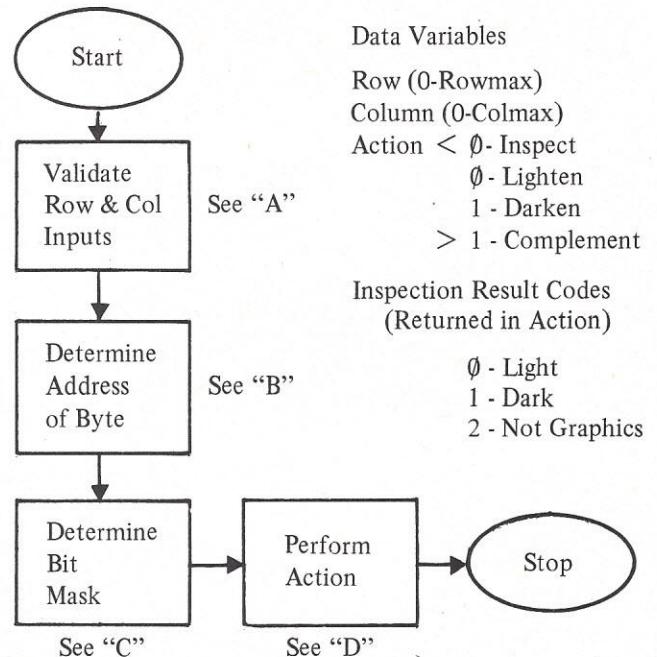 Start
Validate
Row & Col
Inputs
See “A”
Determine
Address
of Byte
See “B”
Determine
Bit
Mask
See “C”
Perform
Action
See “D”
Stop
Data Variables
Row (0-Rowmax)
Column (0-Colmax)
Action < Ø- Inspect
Ø- Lighten
1 - Darken
> 1 - Complement
Inspection Result Codes
(Returned in Action)
Ø - Light
1 - Dark
2 - Not Graphics